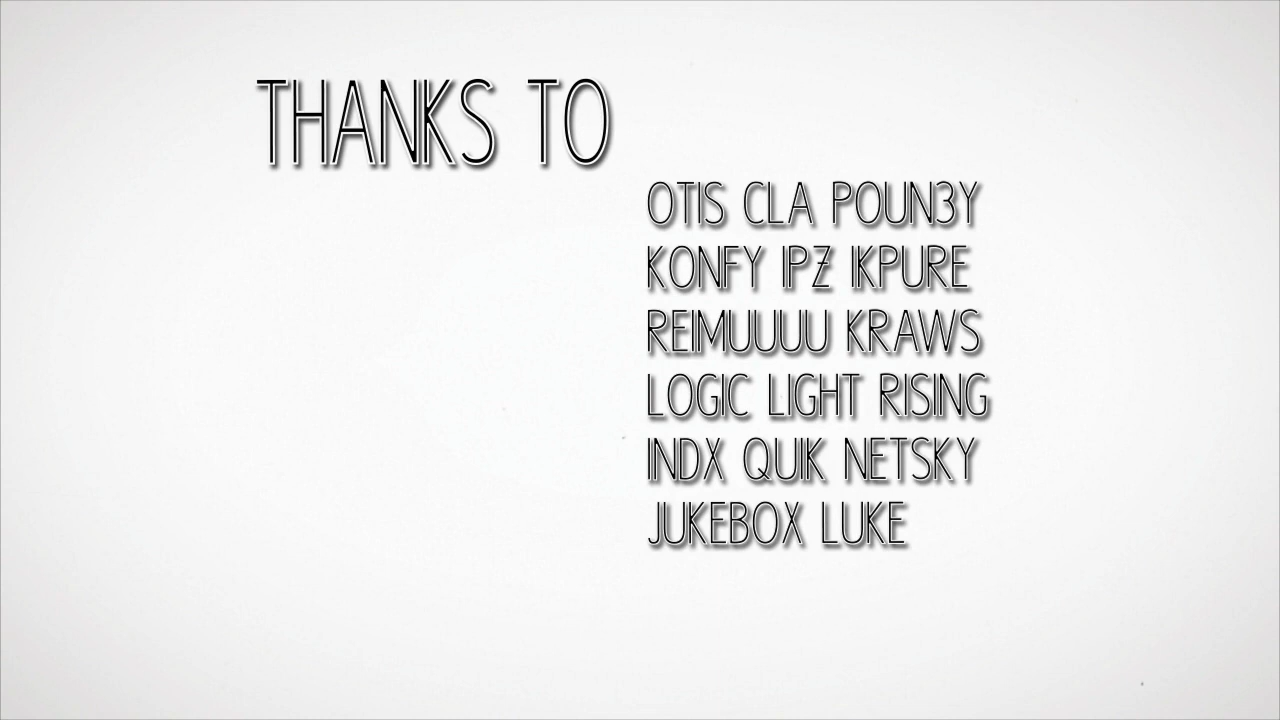 THANKS TO
OTIS CLA POUN3Y
KONFY IPZ IKPURE
REIMUUUU KRAWS
LOGIC LIGHT RISING
INDX QUIK NETSKY
JUKEBOX LUKE